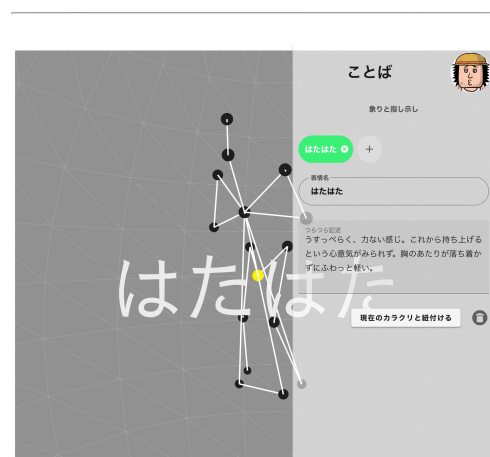 ことば
象りと指し示し
はたはた
+
表情名
はたはた
つらつら記述
うすっぺらく、力ない感じ。これから持ち上げる
という心意気がみられず。胸のあたりが落ち着か
ずにふわっと軽い。
はたはた
現在のカラクリと紐付ける